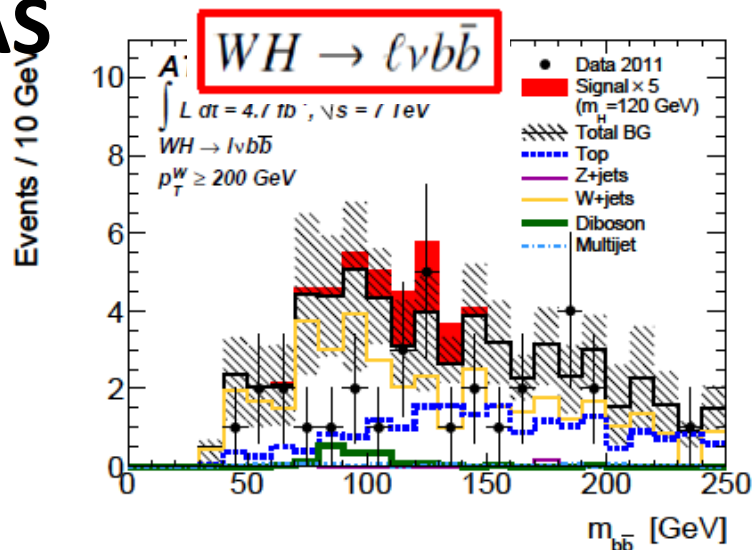 AS
WH → ℓνbb̄
∫ L dt = 4.7 fb⁻, √s = 7 TeV
WH → lνbb̄
p_T^W ≥ 200 GeV
Data 2011
Signal × 5
(m_H=120 GeV)
Total BG
Top
Z+jets
W+jets
Diboson
Multijet
Events / 10 GeV
10
8
6
4
2
0
0 50 100 150 200 250
m_bb̄ [GeV]